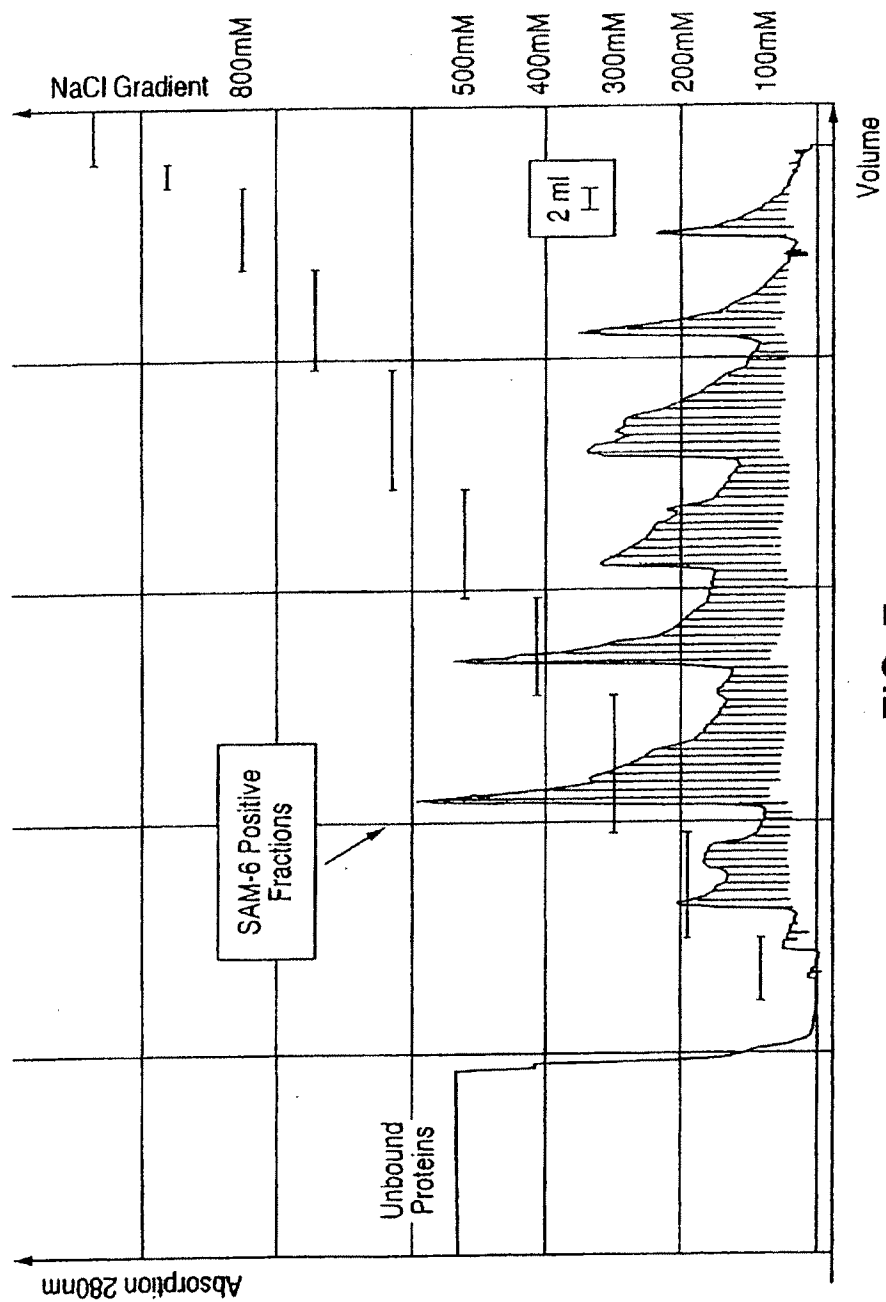 Absorption 280nm
NaCl Gradient
800mM
500mM
400mM
300mM
200mM
100mM
Unbound
Proteins
SAM-6 Positive
Fractions
2 ml
Volume